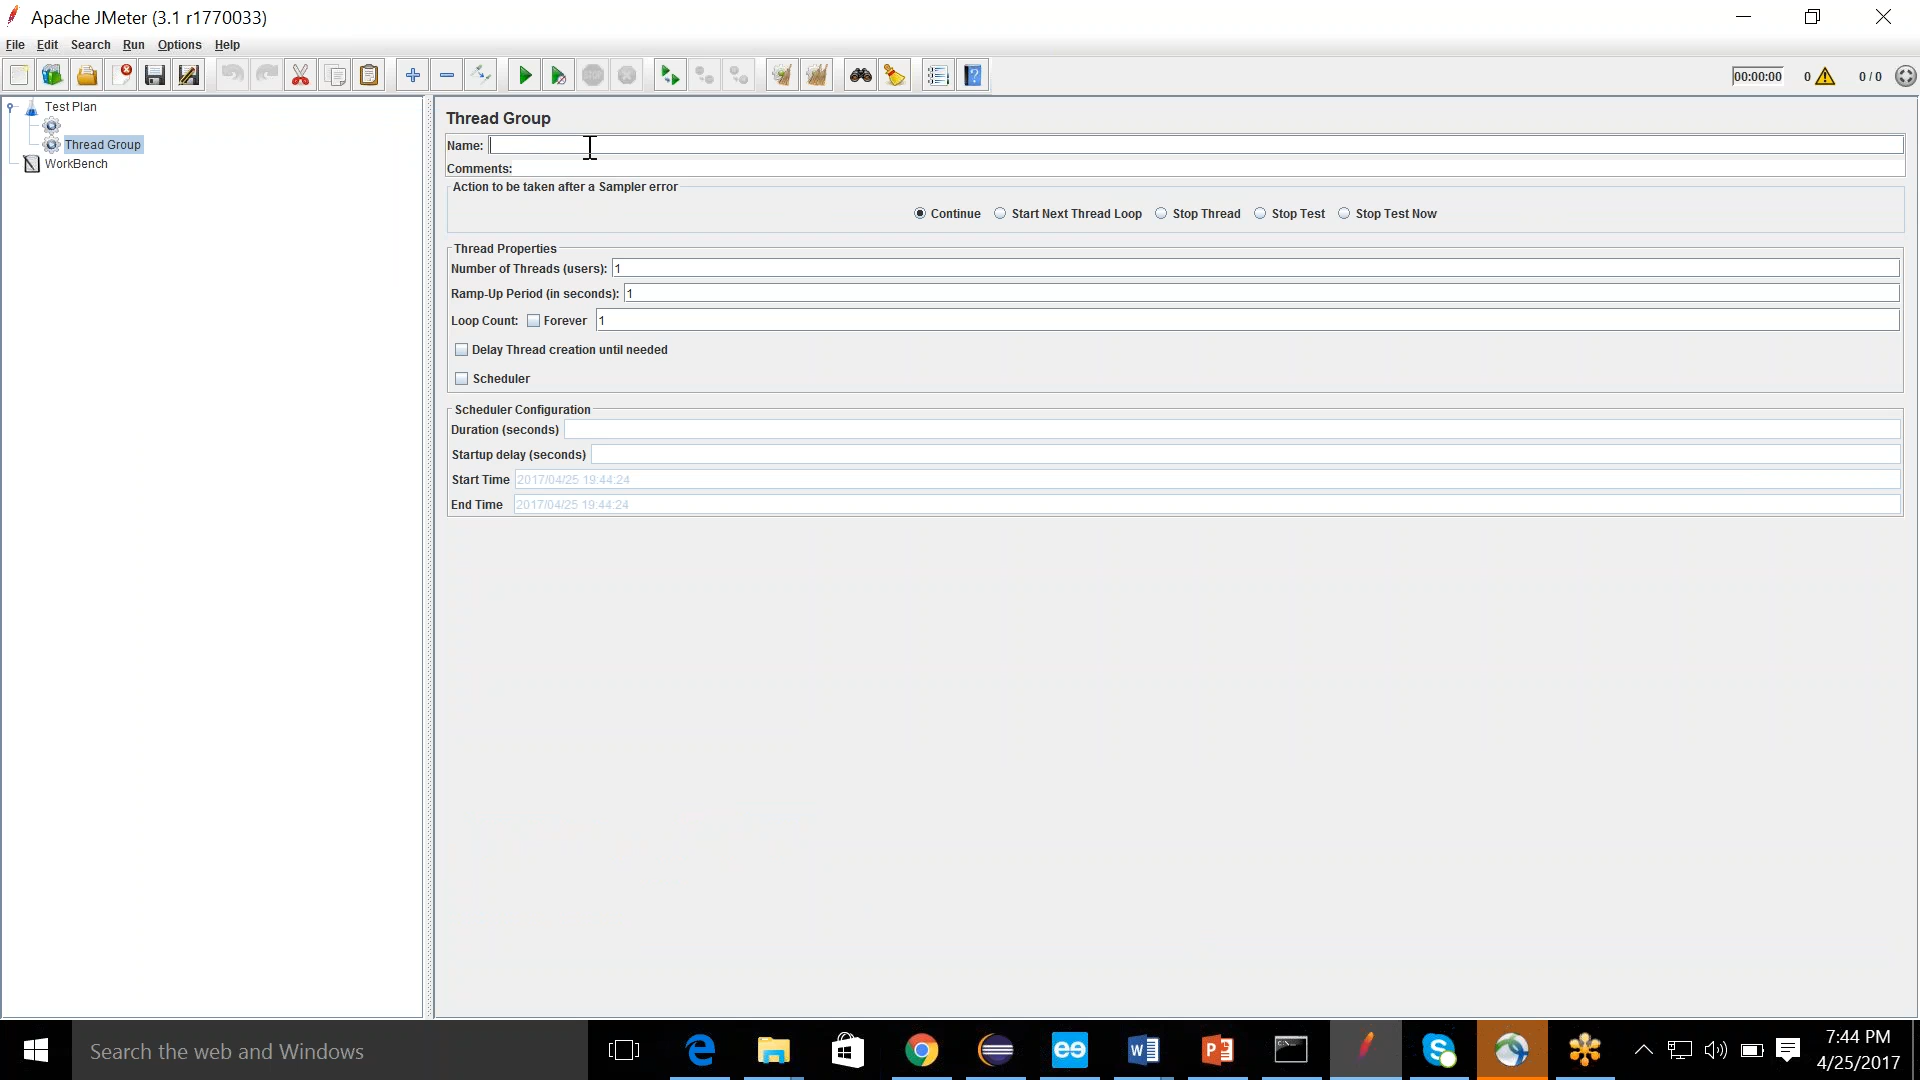 Apache JMeter (3.1 r1770033)
File Edit Search Run Options Help
00:00:00 0 0 / 0
Test Plan
Thread Group
WorkBench
Thread Group
Name:
Comments:
Action to be taken after a Sampler error
Continue Start Next Thread Loop Stop Thread Stop Test Stop Test Now
Thread Properties
Number of Threads (users): 1
Ramp-Up Period (in seconds): 1
Loop Count: Forever 1
Delay Thread creation until needed
Scheduler
Scheduler Configuration
Duration (seconds)
Startup delay (seconds)
Start Time 2017/04/25 19:44:24
End Time 2017/04/25 19:44:24
Search the web and Windows
7:44 PM
4/25/2017